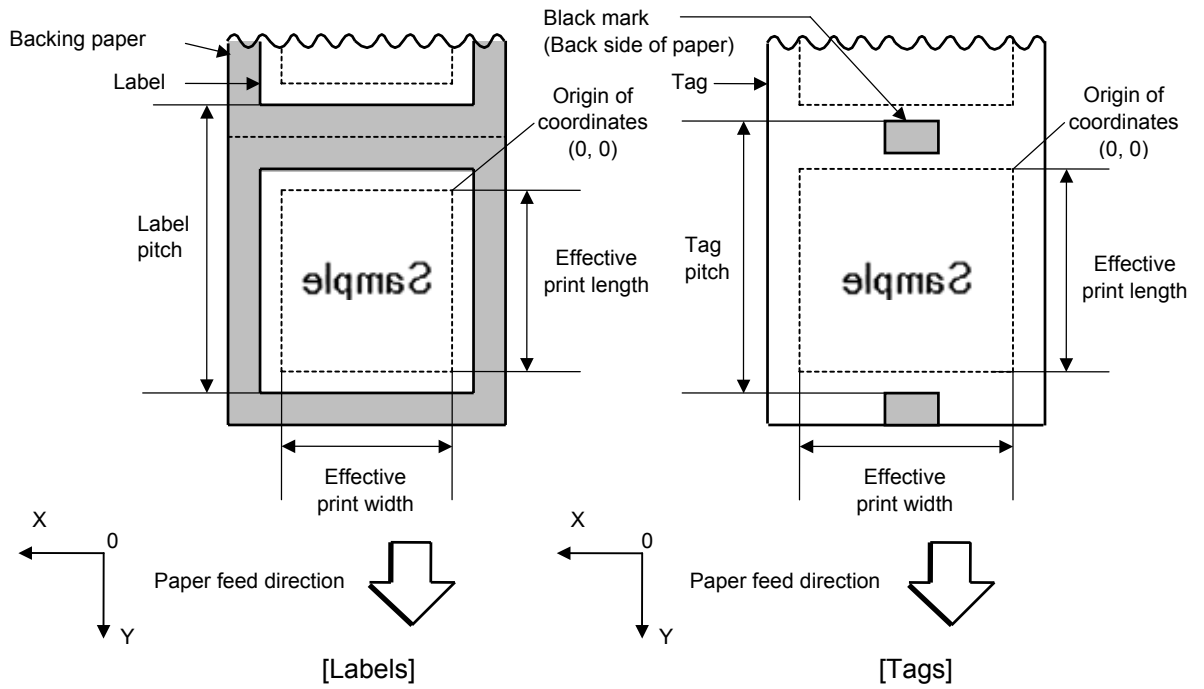 Backing paper
Label
Label
pitch
Origin of
coordinates
(0, 0)
Effective
print length
Sample
Effective
print width
X
0
Y
Paper feed direction
[Labels]
Black mark
(Back side of paper)
Tag
Tag
pitch
Origin of
coordinates
(0, 0)
Effective
print length
Sample
Effective
print width
X
0
Y
Paper feed direction
[Tags]